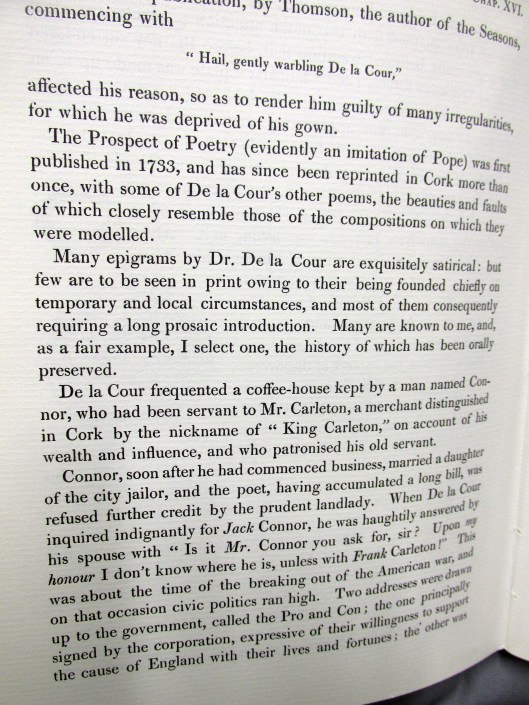 CHAP. XVI.
by Thomson, the author of the Seasons,
commencing with
“ Hail, gently warbling De la Cour,”
affected his reason, so as to render him guilty of many irregularities,
for which he was deprived of his gown.
The Prospect of Poetry (evidently an imitation of Pope) was first
published in 1733, and has since been reprinted in Cork more than
once, with some of De la Cour’s other poems, the beauties and faults
of which closely resemble those of the compositions on which they
were modelled.
Many epigrams by Dr. De la Cour are exquisitely satirical: but
few are to be seen in print owing to their being founded chiefly on
temporary and local circumstances, and most of them consequently
requiring a long prosaic introduction. Many are known to me, and,
as a fair example, I select one, the history of which has been orally
preserved.
De la Cour frequented a coffee-house kept by a man named Con-
nor, who had been servant to Mr. Carleton, a merchant distinguished
in Cork by the nickname of “ King Carleton,” on account of his
wealth and influence, and who patronised his old servant.
Connor, soon after he had commenced business, married a daughter
of the city jailor, and the poet, having accumulated a long bill, was
refused further credit by the prudent landlady. When De la Cour
inquired indignantly for Jack Connor, he was haughtily answered by
his spouse with “ Is it Mr. Connor you ask for, sir? Upon my
honour I don’t know where he is, unless with Frank Carleton!” This
was about the time of the breaking out of the American war, and
on that occasion civic politics ran high. Two addresses were drawn
up to the government, called the Pro and Con; the one principally
signed by the corporation, expressive of their willingness to support
the cause of England with their lives and fortunes; the other was